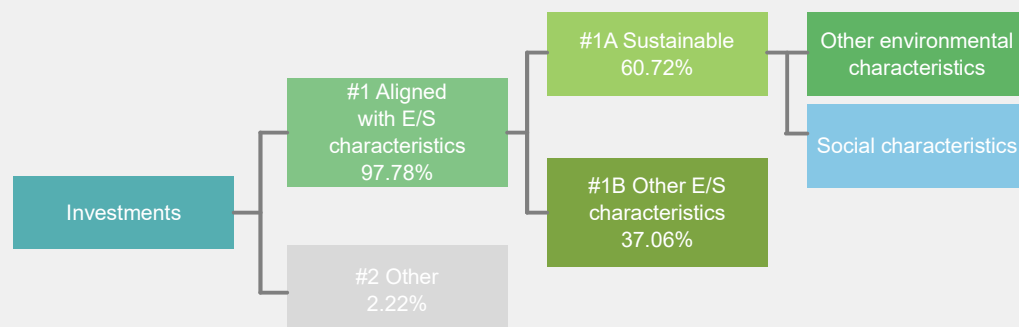 Investments
#1 Aligned
with E/S
characteristics
97.78%
#2 Other
2.22%
#1A Sustainable
60.72%
#1B Other E/S
characteristics
37.06%
Other environmental
characteristics
Social characteristics